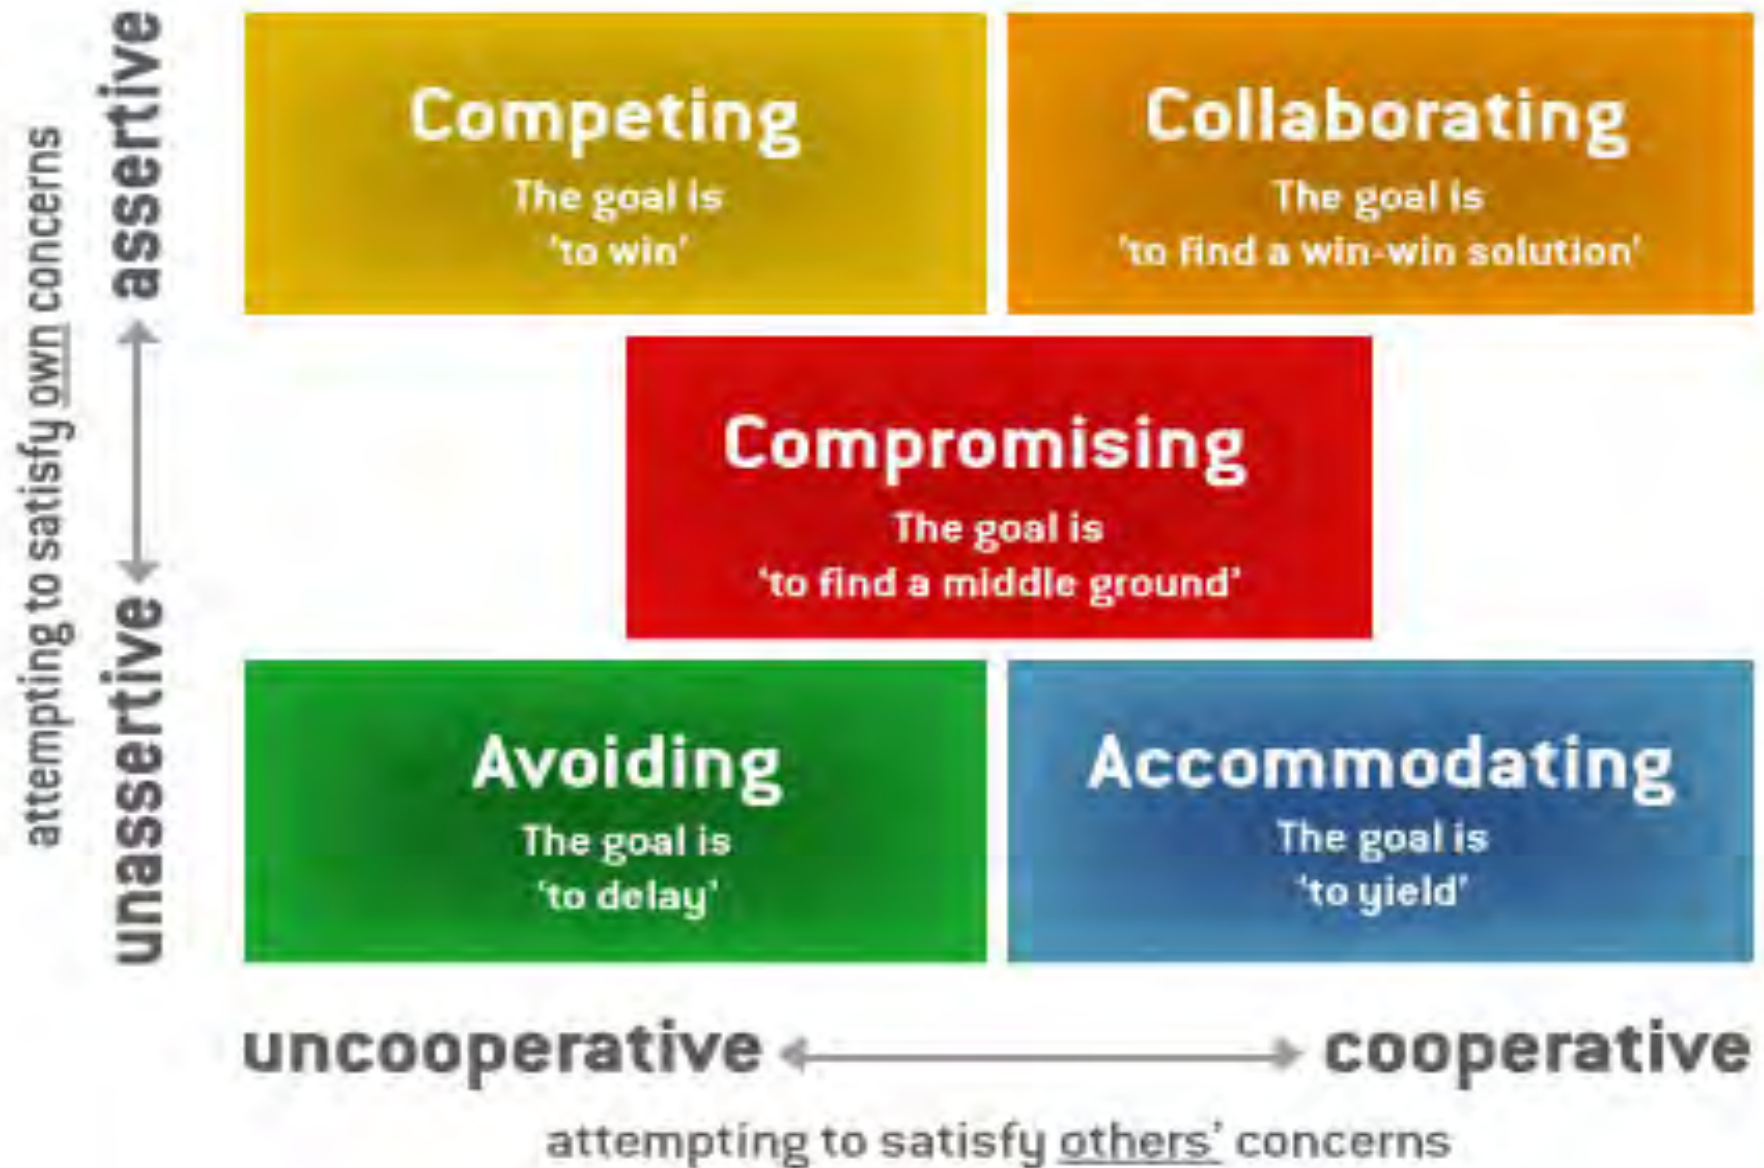 attempting to satisfy own concerns
assertive
unassertive
Competing
The goal is
'to win'
Collaborating
The goal is
'to find a win-win solution'
Compromising
The goal is
'to find a middle ground'
Avoiding
The goal is
'to delay'
Accommodating
The goal is
'to yield'
uncooperative
cooperative
attempting to satisfy others' concerns